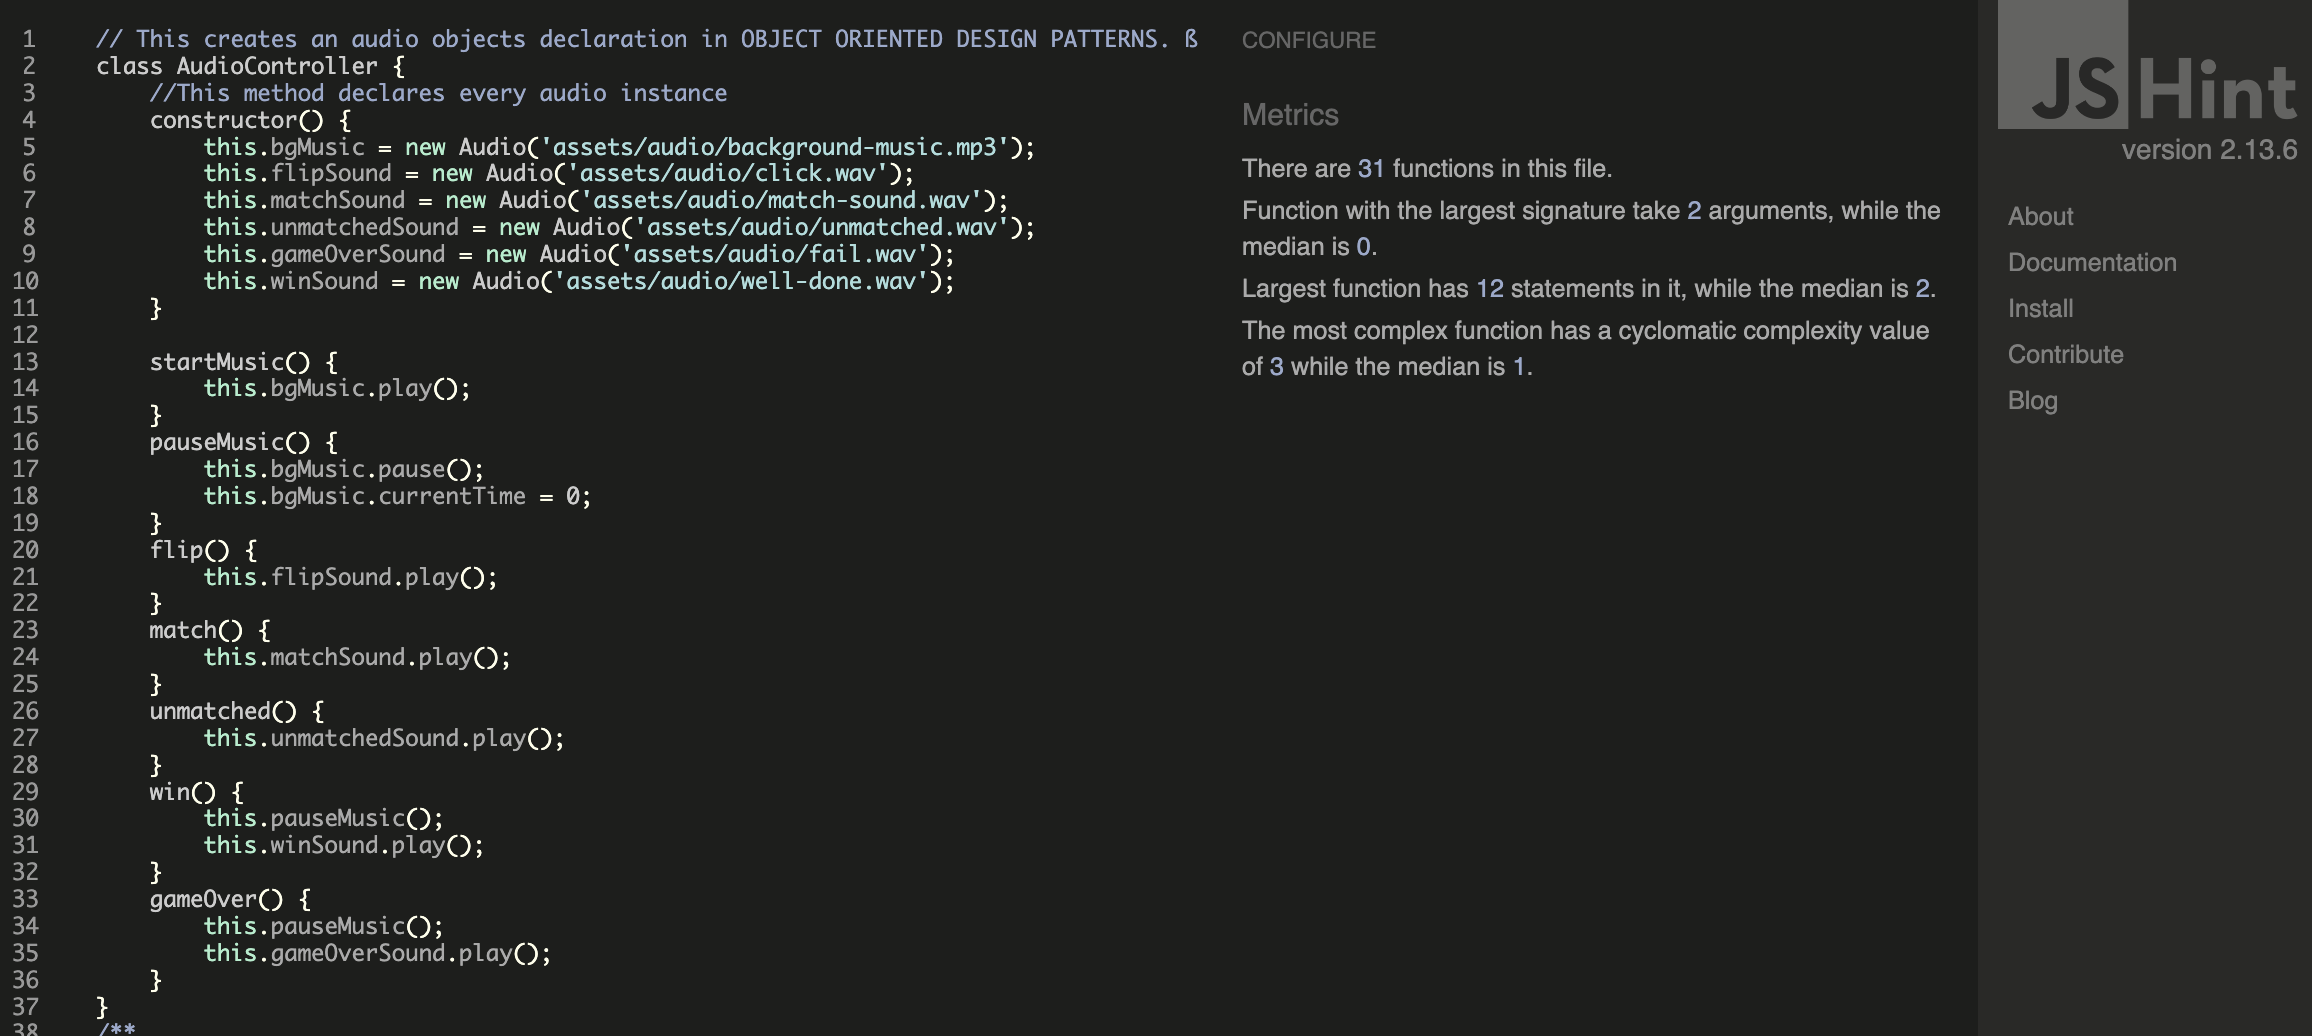 1 // This creates an audio objects declaration in OBJECT ORIENTED DESIGN PATTERNS. ß
2 class AudioController {
3     //This method declares every audio instance
4     constructor() {
5         this.bgMusic = new Audio('assets/audio/background-music.mp3');
6         this.flipSound = new Audio('assets/audio/click.wav');
7         this.matchSound = new Audio('assets/audio/match-sound.wav');
8         this.unmatchedSound = new Audio('assets/audio/unmatched.wav');
9         this.gameOverSound = new Audio('assets/audio/fail.wav');
10         this.winSound = new Audio('assets/audio/well-done.wav');
11     }
12
13     startMusic() {
14         this.bgMusic.play();
15     }
16     pauseMusic() {
17         this.bgMusic.pause();
18         this.bgMusic.currentTime = 0;
19     }
20     flip() {
21         this.flipSound.play();
22     }
23     match() {
24         this.matchSound.play();
25     }
26     unmatched() {
27         this.unmatchedSound.play();
28     }
29     win() {
30         this.pauseMusic();
31         this.winSound.play();
32     }
33     gameOver() {
34         this.pauseMusic();
35         this.gameOverSound.play();
36     }
37 }
38 /**
CONFIGURE
Metrics
There are 31 functions in this file.
Function with the largest signature take 2 arguments, while the
median is 0.
Largest function has 12 statements in it, while the median is 2.
The most complex function has a cyclomatic complexity value
of 3 while the median is 1.
JSHint
version 2.13.6
About
Documentation
Install
Contribute
Blog